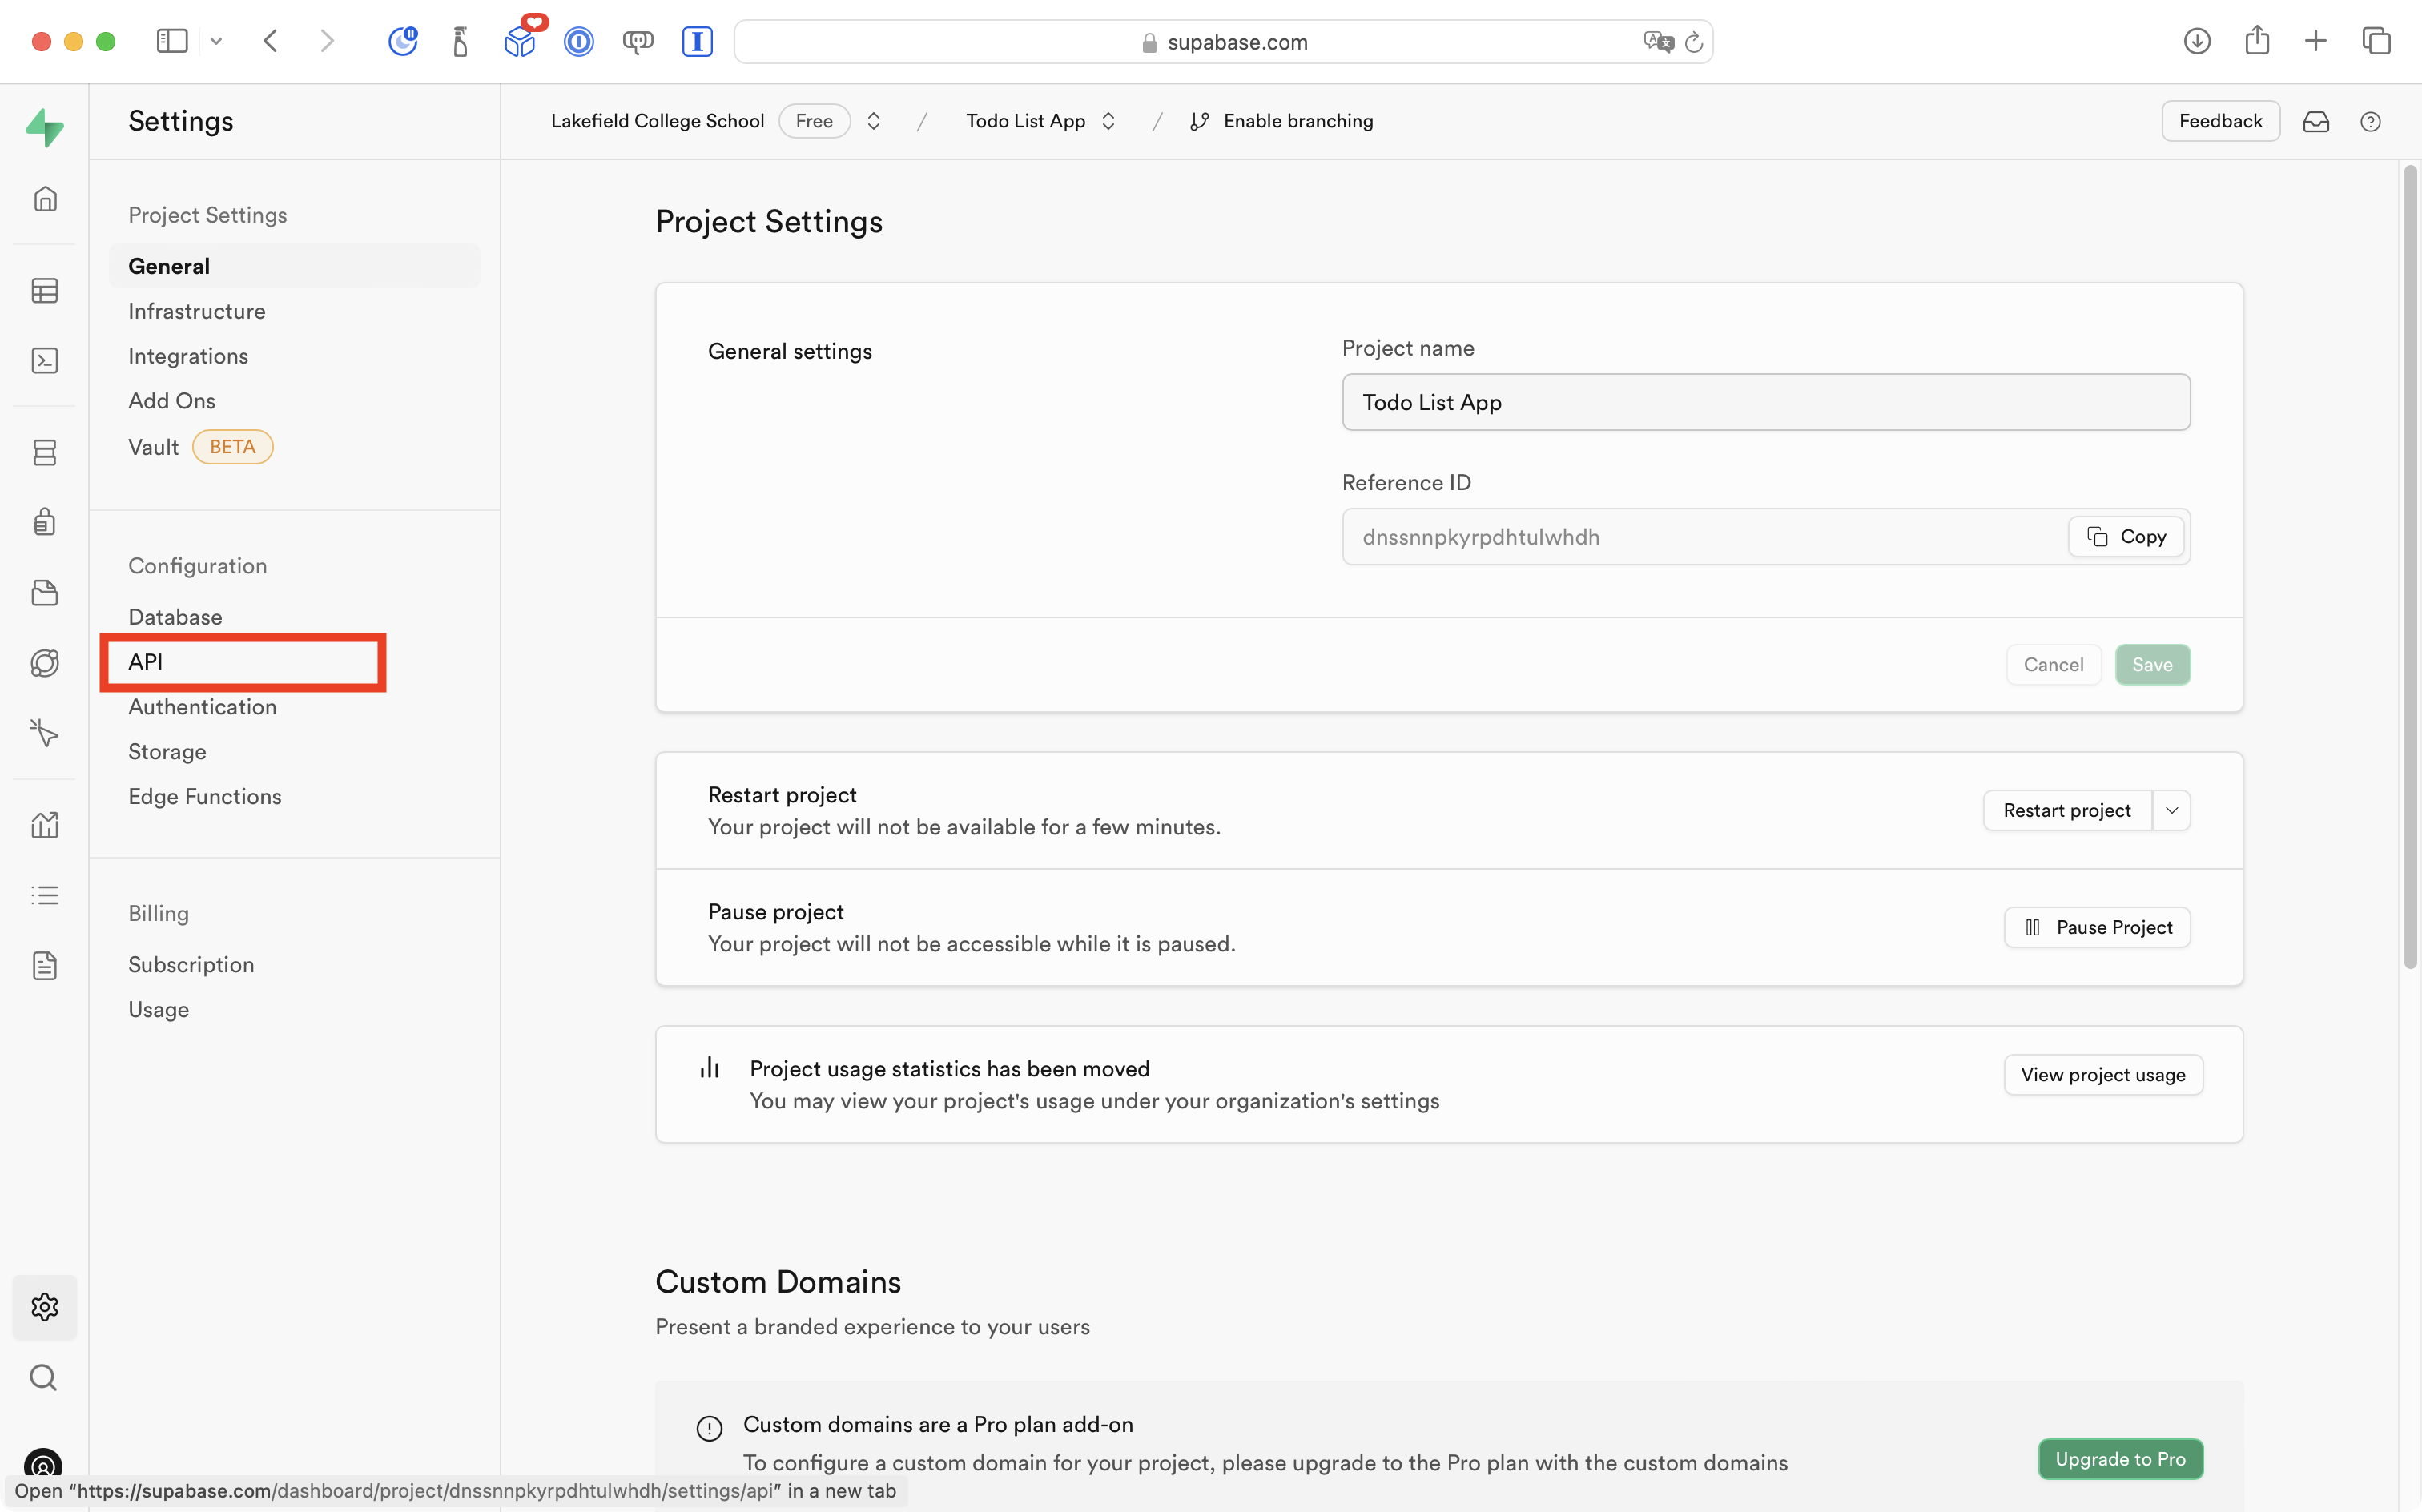 supabase.com
Settings
Lakefield College School Free / Todo List App / Enable branching
Feedback
Project Settings
General
Infrastructure
Integrations
Add Ons
Vault BETA
Configuration
Database
API
Authentication
Storage
Edge Functions
Billing
Subscription
Usage
Project Settings
General settings
Project name
Todo List App
Reference ID
dnssnnpkyrpdhtulwhdh
Copy
Cancel Save
Restart project
Your project will not be available for a few minutes.
Restart project
Pause project
Your project will not be accessible while it is paused.
Pause Project
Project usage statistics has been moved
You may view your project's usage under your organization's settings
View project usage
Custom Domains
Present a branded experience to your users
Custom domains are a Pro plan add-on
To configure a custom domain for your project, please upgrade to the Pro plan with the custom domains
Upgrade to Pro
Open “https://supabase.com/dashboard/project/dnssnnpkyrpdhtulwhdh/settings/api” in a new tab